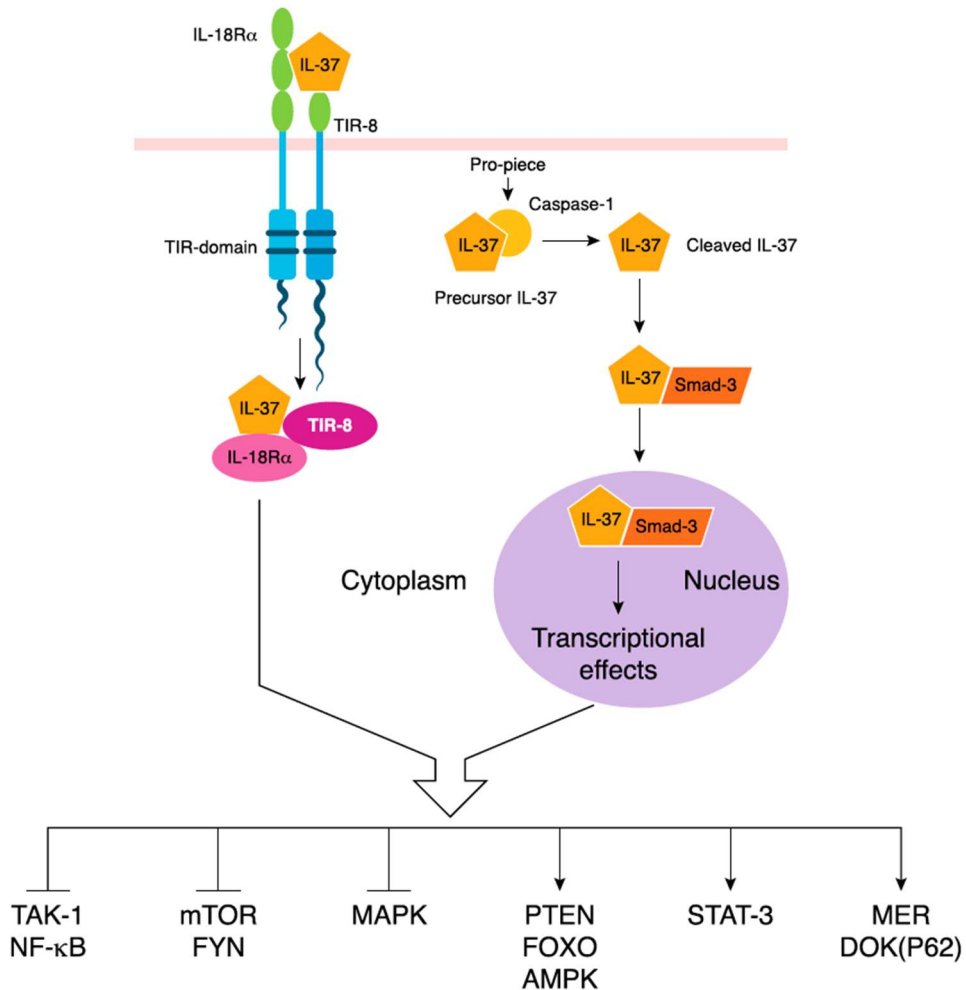 IL-18Rα
IL-37
TIR-8
TIR-domain
IL-37
TIR-8
IL-18Rα
Pro-piece
Caspase-1
IL-37
Precursor IL-37
IL-37
Cleaved IL-37
IL-37
Smad-3
IL-37
Smad-3
Cytoplasm
Nucleus
Transcriptional
effects
TAK-1
NF-κB
mTOR
FYN
MAPK
PTEN
FOXO
AMPK
STAT-3
MER
DOK(P62)